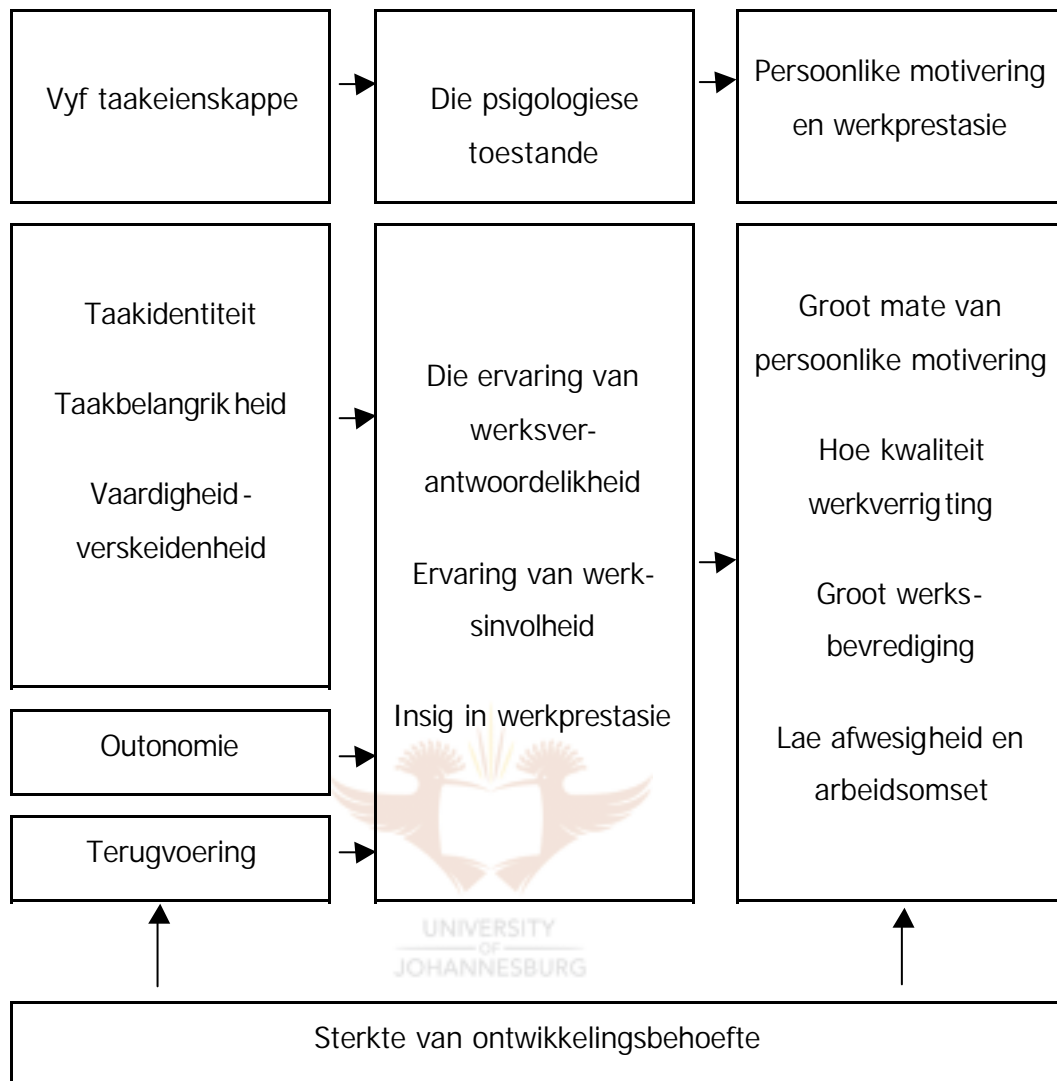 Vyf taakeienskappe
Die psigologiese
toestande
Persoonlike motivering
en werkprestasie
Taakidentiteit
Taakbelangrikheid
Vaardigheid-
verskeidenheid
Outonomie
Terugvoering
Die ervaring van
werksver-
antwoordelikheid
Ervaring van werk-
sinvolheid
Insig in werkprestasie
Groot mate van
persoonlike motivering
Hoe kwaliteit
werkverrigting
Groot werks-
bevrediging
Lae afwesigheid en
arbeidsomset
UNIVERSITY
OF
JOHANNESBURG
Sterkte van ontwikkelingsbehoefte